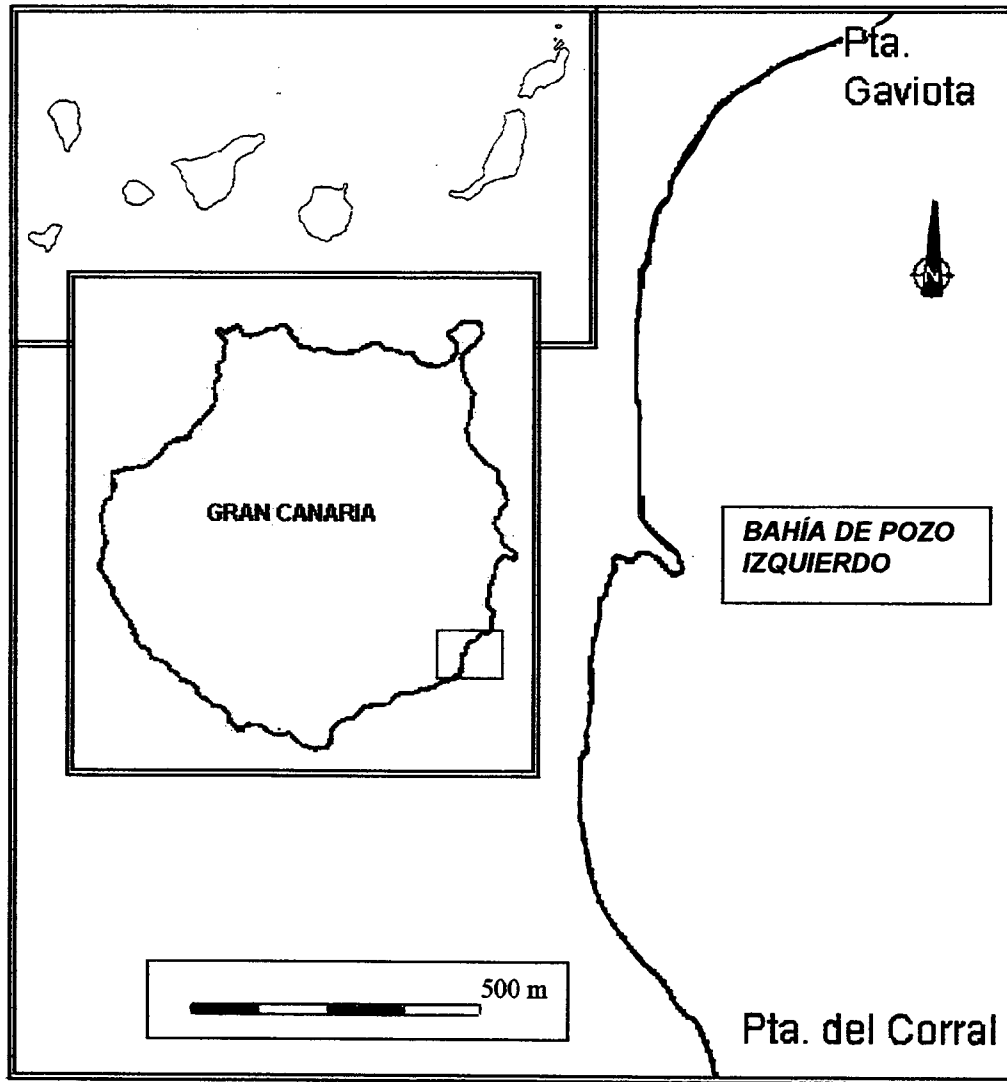 Pta.
Gaviota
N
GRAN CANARIA
BAHÍA DE POZO
IZQUIERDO
500 m
Pta. del Corral